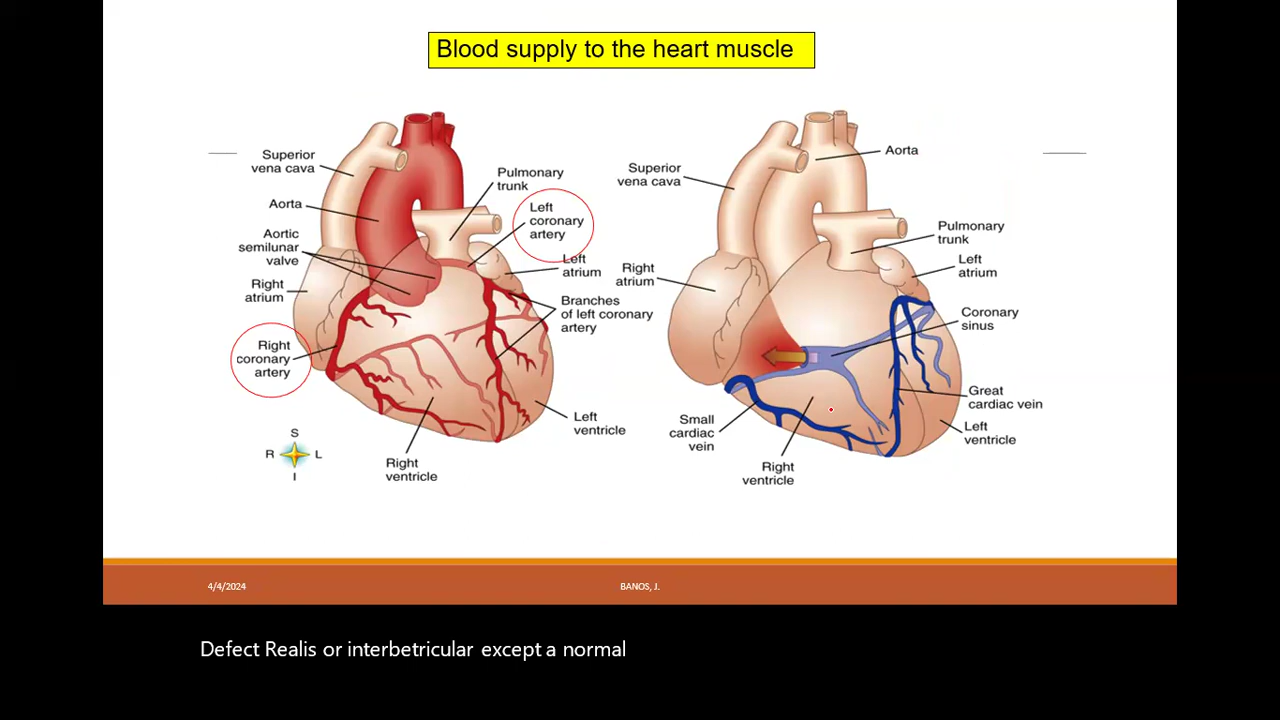 Blood supply to the heart muscle
Superior
vena cava
Aorta
Aortic
semilunar
valve
Right
atrium
Right
coronary
artery
Pulmonary
trunk
Left
coronary
artery
Left
atrium
Branches
of left coronary
artery
Left
ventricle
Right
ventricle
S
R L
I
Superior
vena cava
Right
atrium
Small
cardiac
vein
Right
ventricle
Aorta
Pulmonary
trunk
Left
atrium
Coronary
sinus
Great
cardiac vein
Left
ventricle
4/4/2024
BANOS, J.
Defect Realis or interbetricular except a normal